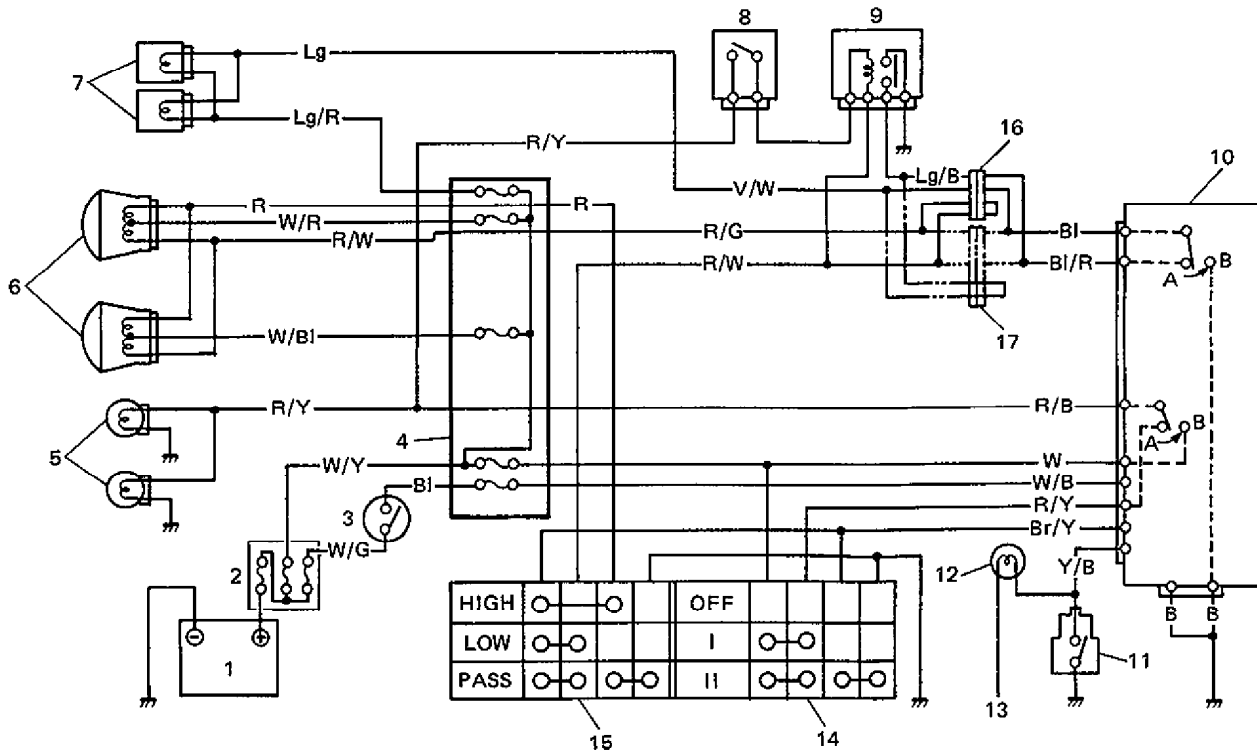 8
9
7
Lg
Lg/R
R/Y
16
10
Lg/B
V/W
R
R
W/R
R/W
R/G
Bl
6
R/W
Bl/R
A
B
W/Bl
17
R/Y
R/B
5
4
A
B
W/Y
W
Bl
W/B
3
R/Y
W/G
Br/Y
2
12
Y/B
HIGH
OFF
LOW
I
B
B
PASS
II
11
1
15
14
13